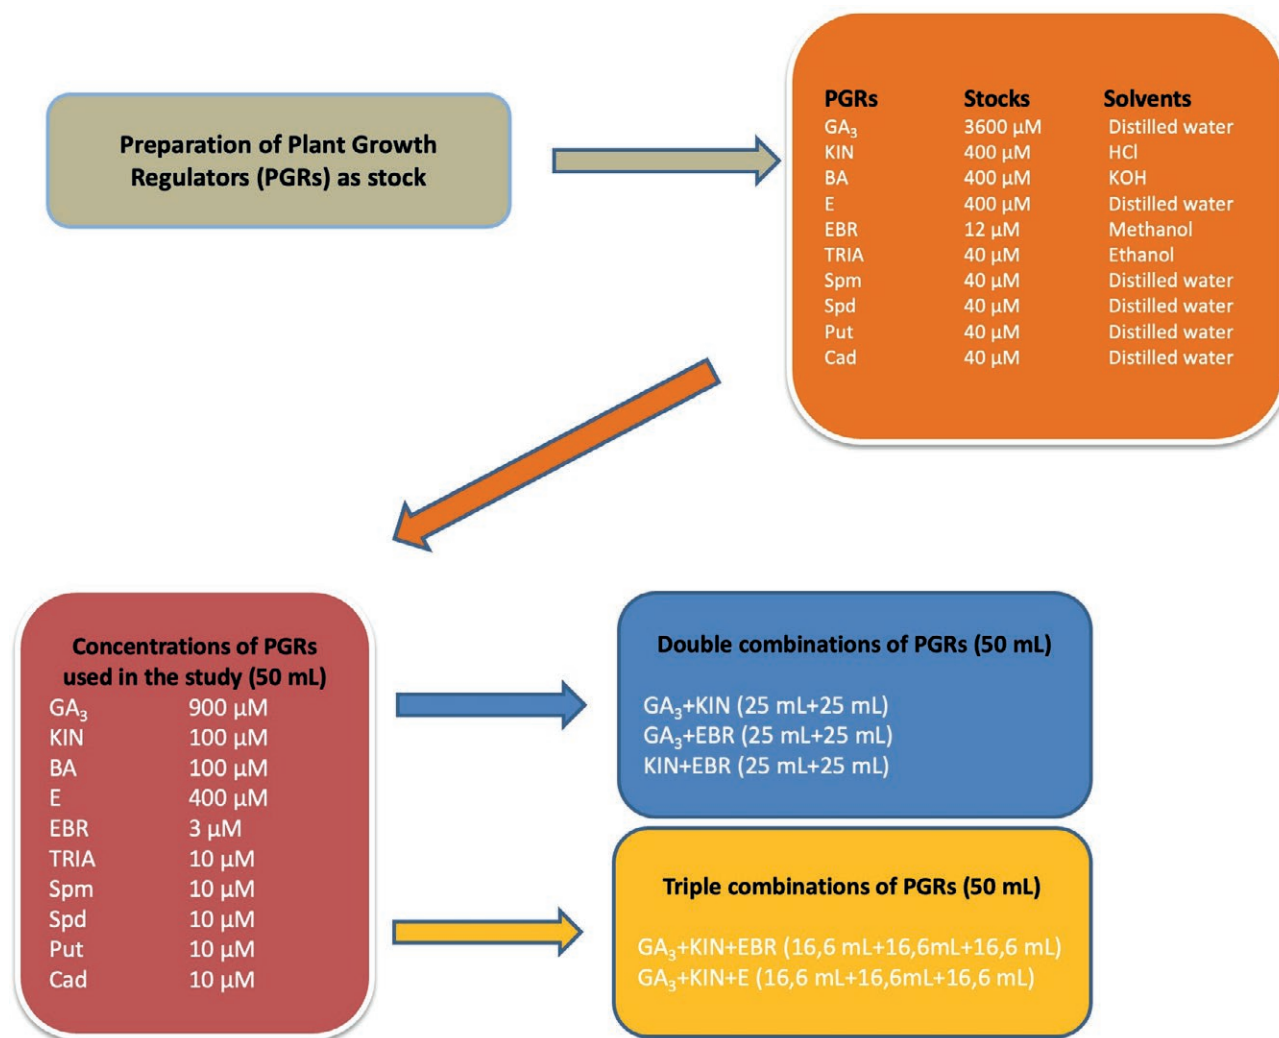 Preparation of Plant Growth
Regulators (PGRs) as stock
PGRs Stocks Solvents
GA₃ 3600 µM Distilled water
KIN 400 µM HCl
BA 400 µM KOH
E 400 µM Distilled water
EBR 12 µM Methanol
TRIA 40 µM Ethanol
Spm 40 µM Distilled water
Spd 40 µM Distilled water
Put 40 µM Distilled water
Cad 40 µM Distilled water
Concentrations of PGRs
used in the study (50 mL)
GA₃ 900 µM
KIN 100 µM
BA 100 µM
E 400 µM
EBR 3 µM
TRIA 10 µM
Spm 10 µM
Spd 10 µM
Put 10 µM
Cad 10 µM
Double combinations of PGRs (50 mL)
GA₃+KIN (25 mL+25 mL)
GA₃+EBR (25 mL+25 mL)
KIN+EBR (25 mL+25 mL)
Triple combinations of PGRs (50 mL)
GA₃+KIN+EBR (16,6 mL+16,6mL+16,6 mL)
GA₃+KIN+E (16,6 mL+16,6mL+16,6 mL)